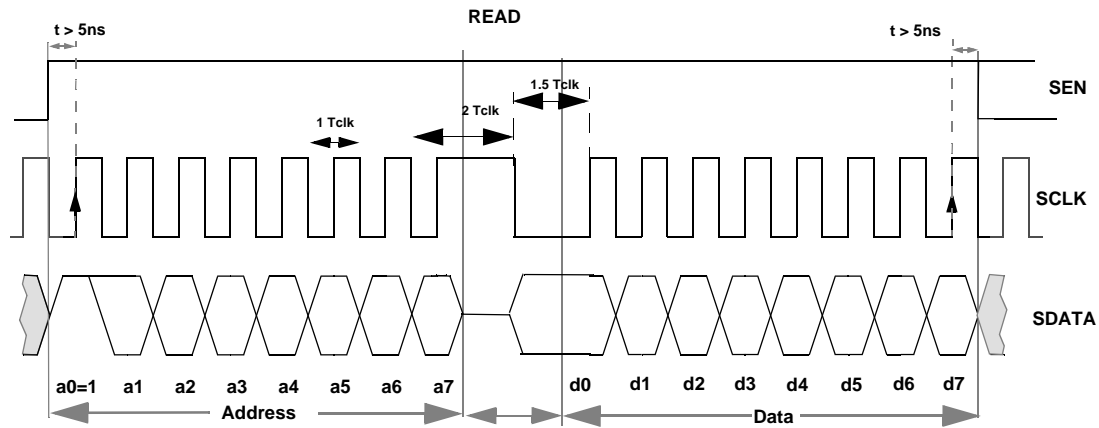 READ
t > 5ns
t > 5ns
SEN
1.5 Tclk
2 Tclk
1 Tclk
SCLK
SDATA
a0=1 a1 a2 a3 a4 a5 a6 a7 d0 d1 d2 d3 d4 d5 d6 d7
Address Data